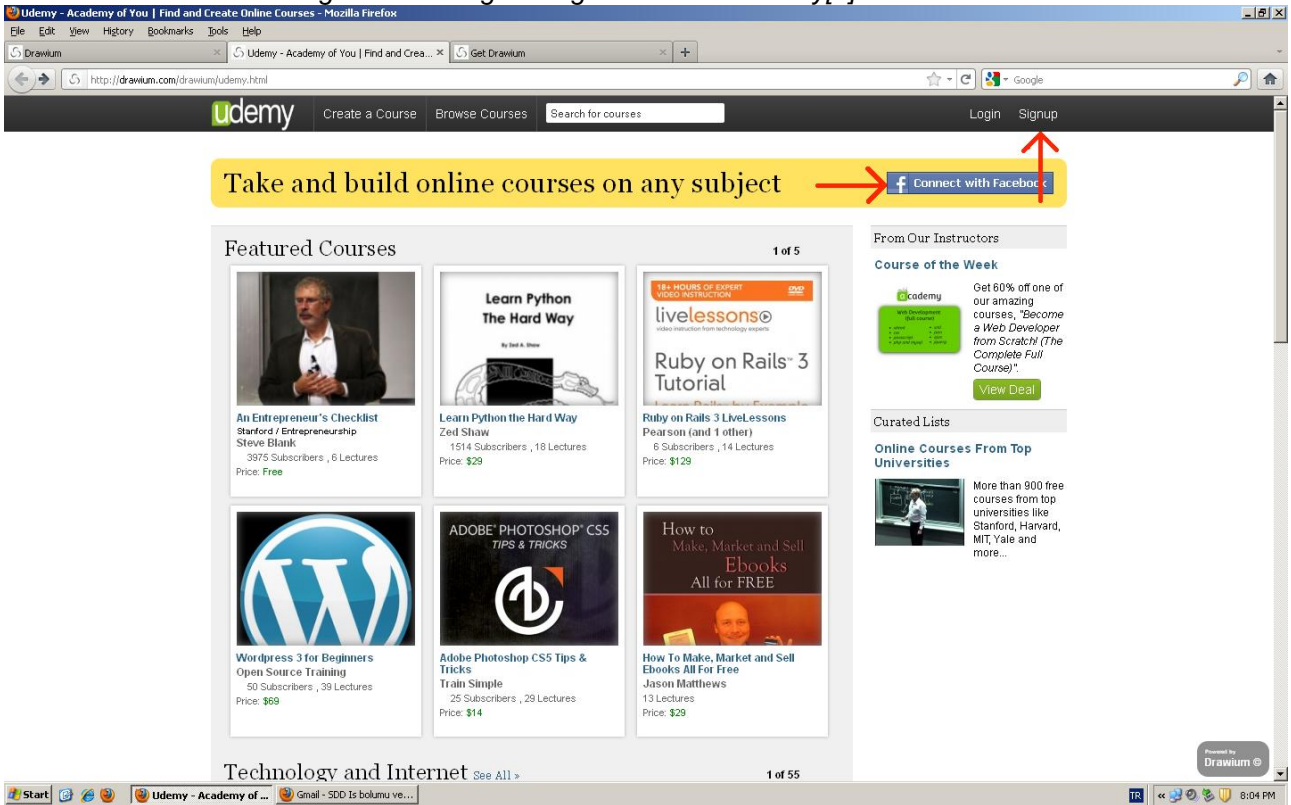 Udemy - Academy of You | Find and Create Online Courses - Mozilla Firefox
File Edit View History Bookmarks Tools Help
Drawium
Udemy - Academy of You | Find and Crea...
Get Drawium
http://drawium.com/drawium/udemy.html
Google
udemy
Create a Course
Browse Courses
Search for courses
Login
Signup
Take and build online courses on any subject
Connect with Facebook
Featured Courses
1 of 5
Learn Python
The Hard Way
By Zed A. Shaw
18+ HOURS OF EXPERT
VIDEO INSTRUCTION
DVD
livelessons
video instruction from technology experts
Ruby on Rails™ 3
Tutorial
An Entrepreneur's Checklist
Stanford / Entrepreneurship
Steve Blank
3975 Subscribers , 6 Lectures
Price: Free
Learn Python the Hard Way
Zed Shaw
1514 Subscribers , 18 Lectures
Price: $29
Ruby on Rails 3 LiveLessons
Pearson (and 1 other)
6 Subscribers , 14 Lectures
Price: $129
ADOBE® PHOTOSHOP® CS5
TIPS & TRICKS
How to
Make, Market and Sell
Ebooks
All for FREE
Wordpress 3 for Beginners
Open Source Training
50 Subscribers , 39 Lectures
Price: $69
Adobe Photoshop CS5 Tips &
Tricks
Train Simple
25 Subscribers , 29 Lectures
Price: $14
How To Make, Market and Sell
Ebooks All For Free
Jason Matthews
13 Lectures
Price: $29
Technology and Internet See All »
1 of 55
From Our Instructors
Course of the Week
cademy
Web Development
(full course)
Get 60% off one of
our amazing
courses, "Become
a Web Developer
from Scratch! (The
Complete Full
Course)".
View Deal
Curated Lists
Online Courses From Top
Universities
More than 900 free
courses from top
universities like
Stanford, Harvard,
MIT, Yale and
more...
Powered by
Drawium ©
Start
Udemy - Academy of ...
Gmail - SDD Is bolumu ve...
TR
8:04 PM